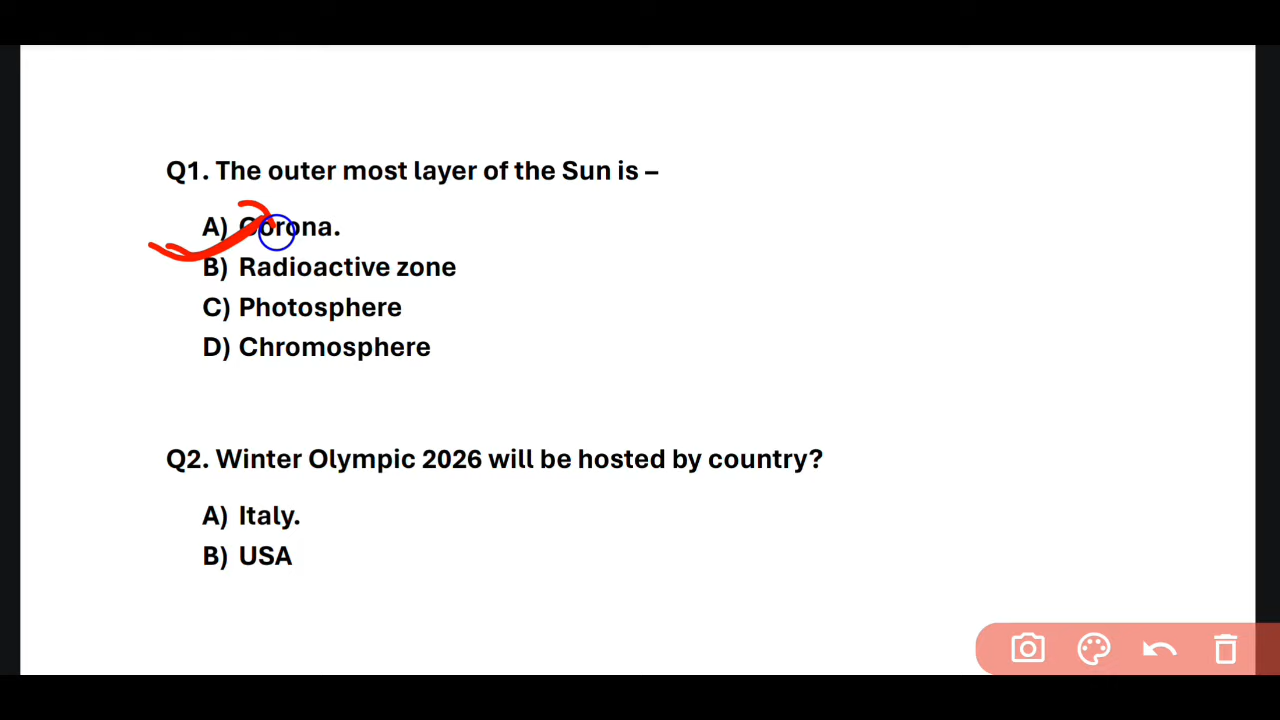 Q1. The outer most layer of the Sun is –
A) Corona.
B) Radioactive zone
C) Photosphere
D) Chromosphere
Q2. Winter Olympic 2026 will be hosted by country?
A) Italy.
B) USA